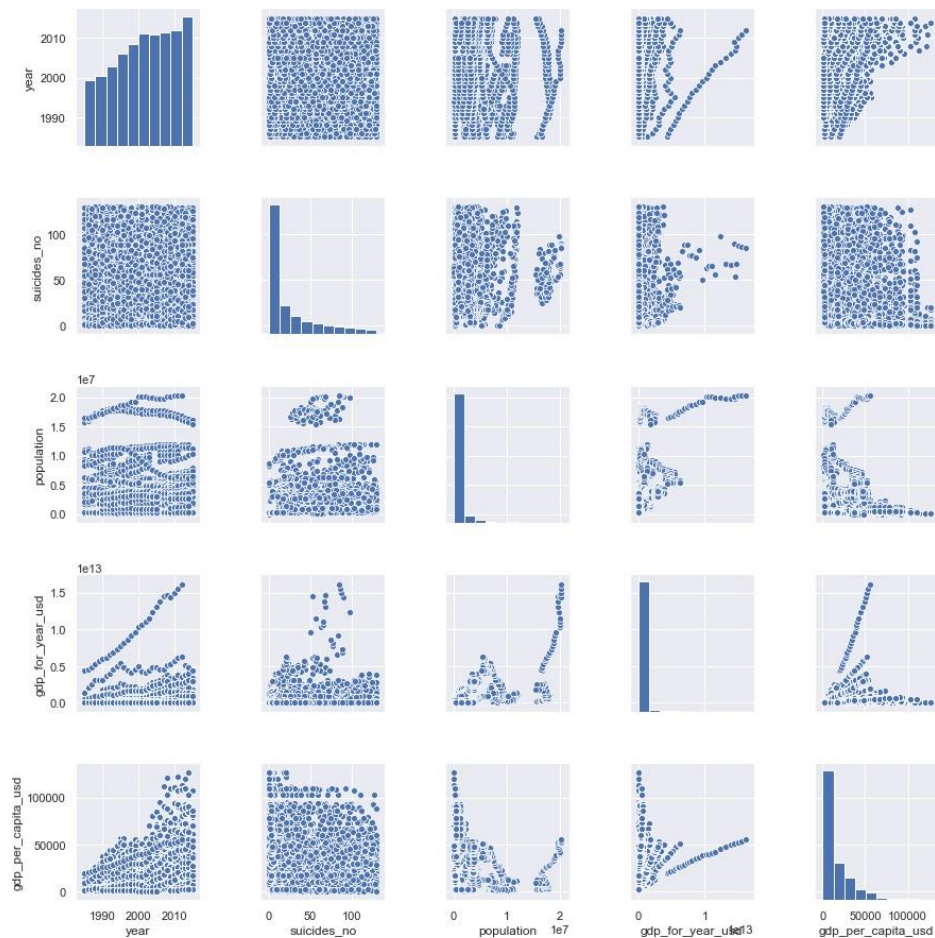 2010
2000
1990
year
100
50
0
suicides_no
1e7
2.0
1.5
1.0
0.5
0.0
population
1e13
1.5
1.0
0.5
0.0
gdp_for_year_usd
100000
50000
0
gdp_per_capita_usd
1990 2000 2010
year
0 50 100
suicides_no
0 1 2
1e7
population
0 1
1e13
gdp_for_year_usd
0 50000 100000
gdp_per_capita_usd